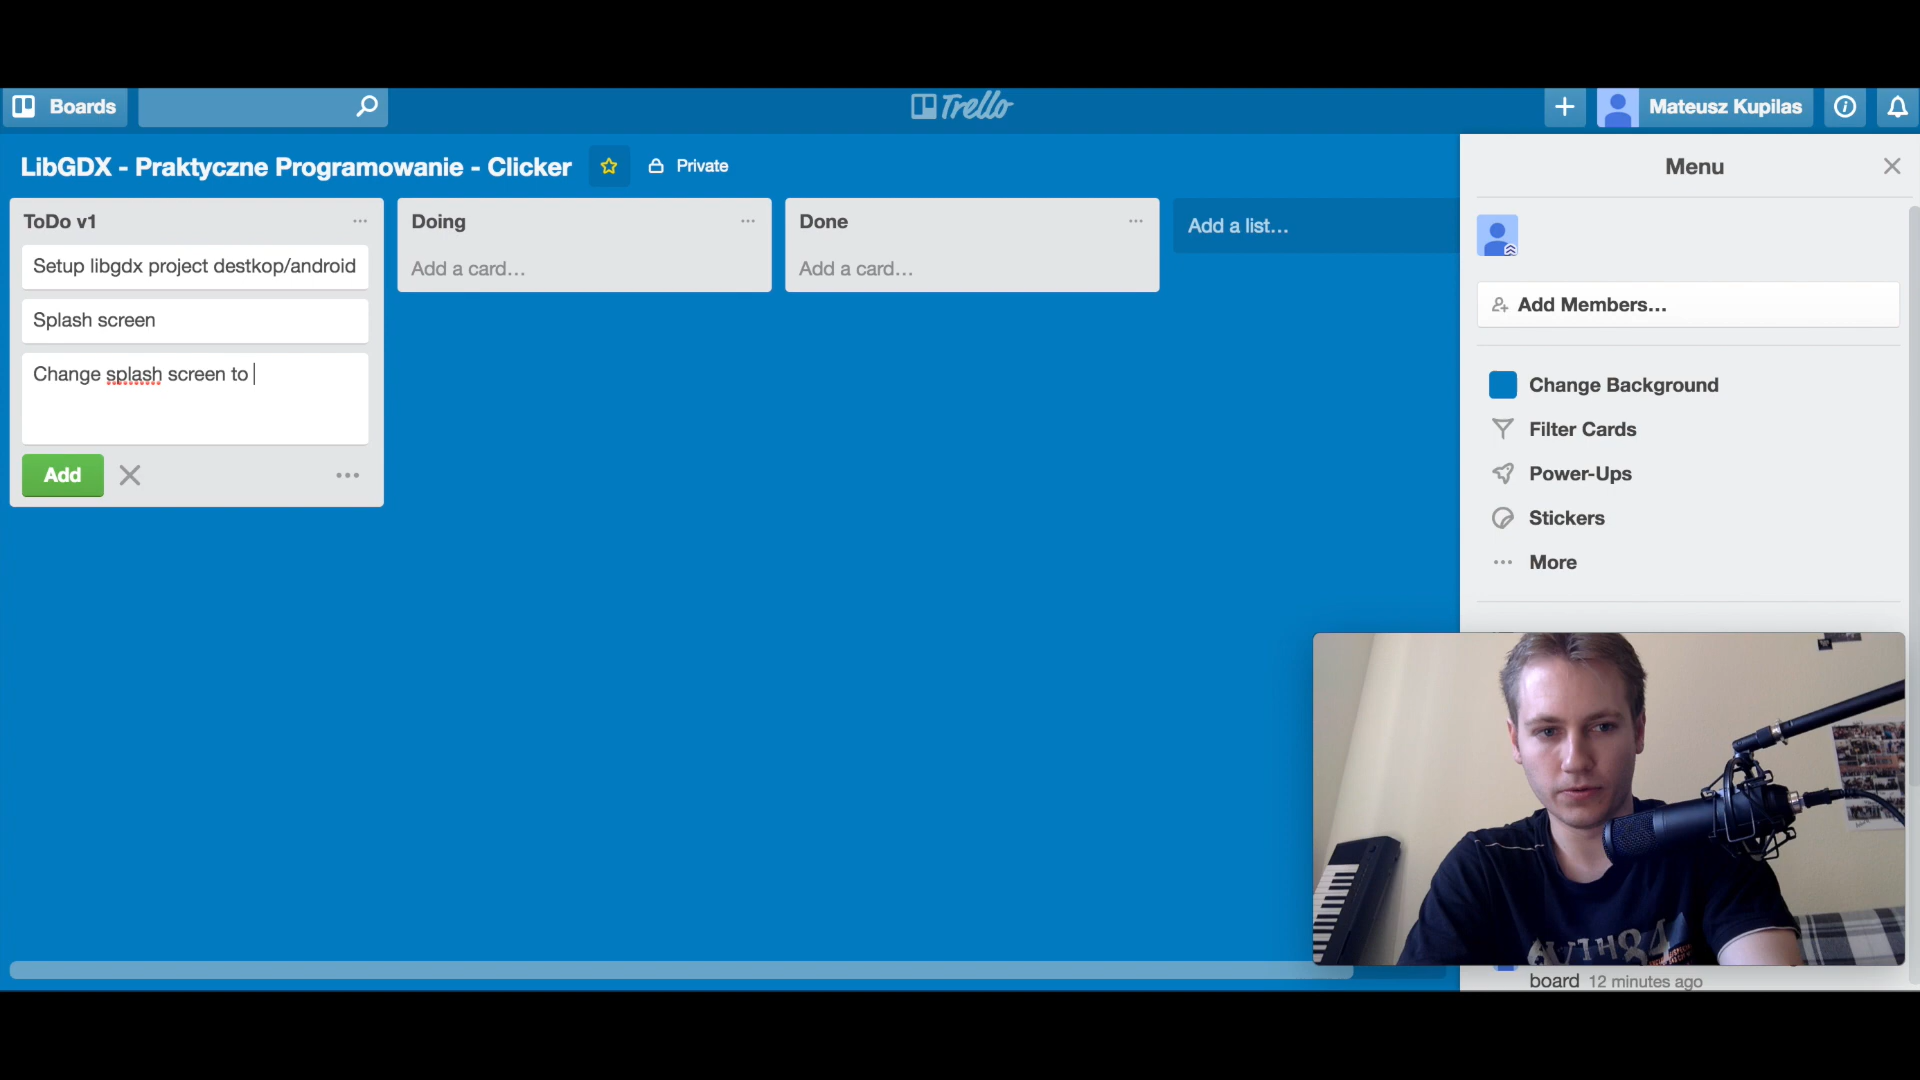 Boards
Trello
Mateusz Kupilas
LibGDX - Praktyczne Programowanie - Clicker
Private
ToDo v1
Setup libgdx project destkop/android
Splash screen
Change splash screen to
Add
Doing
Add a card...
Done
Add a card...
Add a list...
Menu
Add Members...
Change Background
Filter Cards
Power-Ups
Stickers
More
board 12 minutes ago